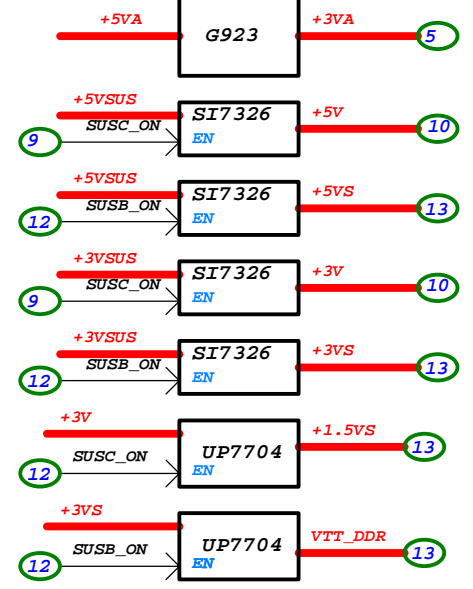 +5VA
G923
+3VA
5
+5VSUS
SUSC_ON
9
SI7326
EN
+5V
10
+5VSUS
SUSB_ON
12
SI7326
EN
+5VS
13
+3VSUS
SUSC_ON
9
SI7326
EN
+3V
10
+3VSUS
SUSB_ON
12
SI7326
EN
+3VS
13
+3V
SUSC_ON
12
UP7704
EN
+1.5VS
13
+3VS
SUSB_ON
12
UP7704
EN
VTT_DDR
13